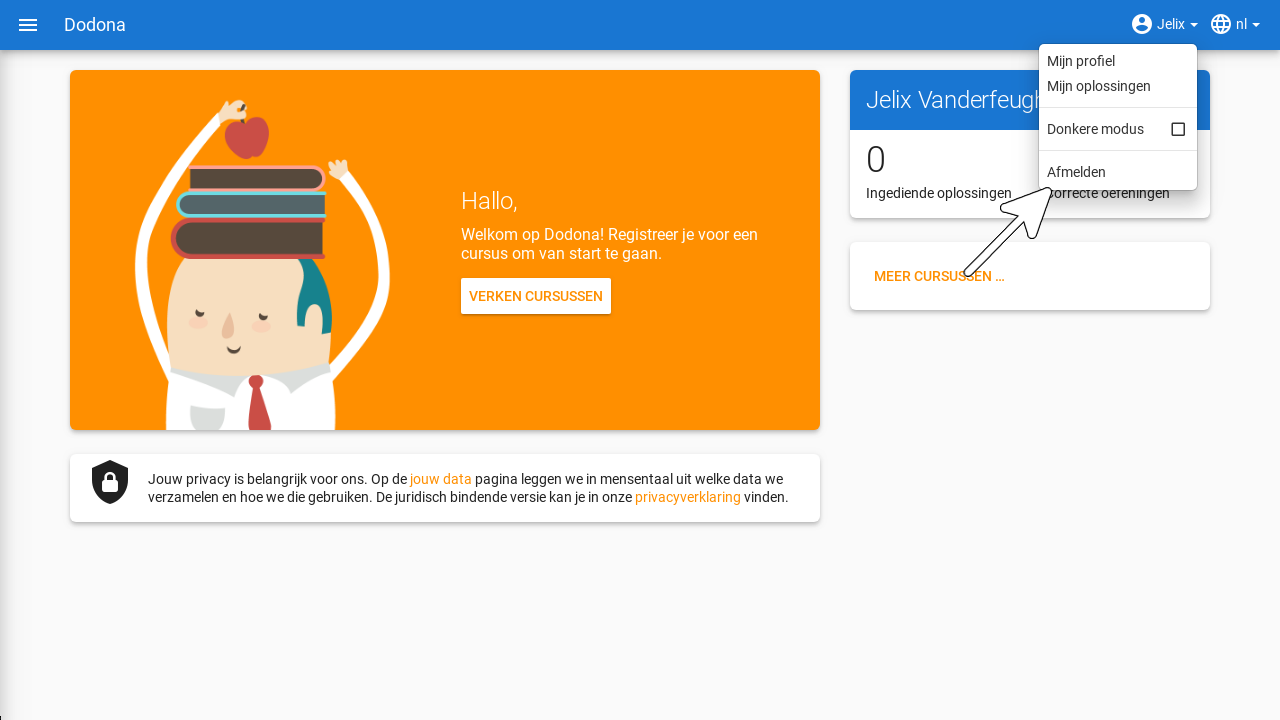 Dodona
Jelix
nl
Mijn profiel
Mijn oplossingen
Donkere modus
Afmelden
Hallo,
Welkom op Dodona! Registreer je voor een
cursus om van start te gaan.
VERKEN CURSUSSEN
Jelix Vanderfeugh
0
Ingediende oplossingen
correcte oefeningen
MEER CURSUSSEN ...
Jouw privacy is belangrijk voor ons. Op de jouw data pagina leggen we in mensentaal uit welke data we
verzamelen en hoe we die gebruiken. De juridisch bindende versie kan je in onze privacyverklaring vinden.